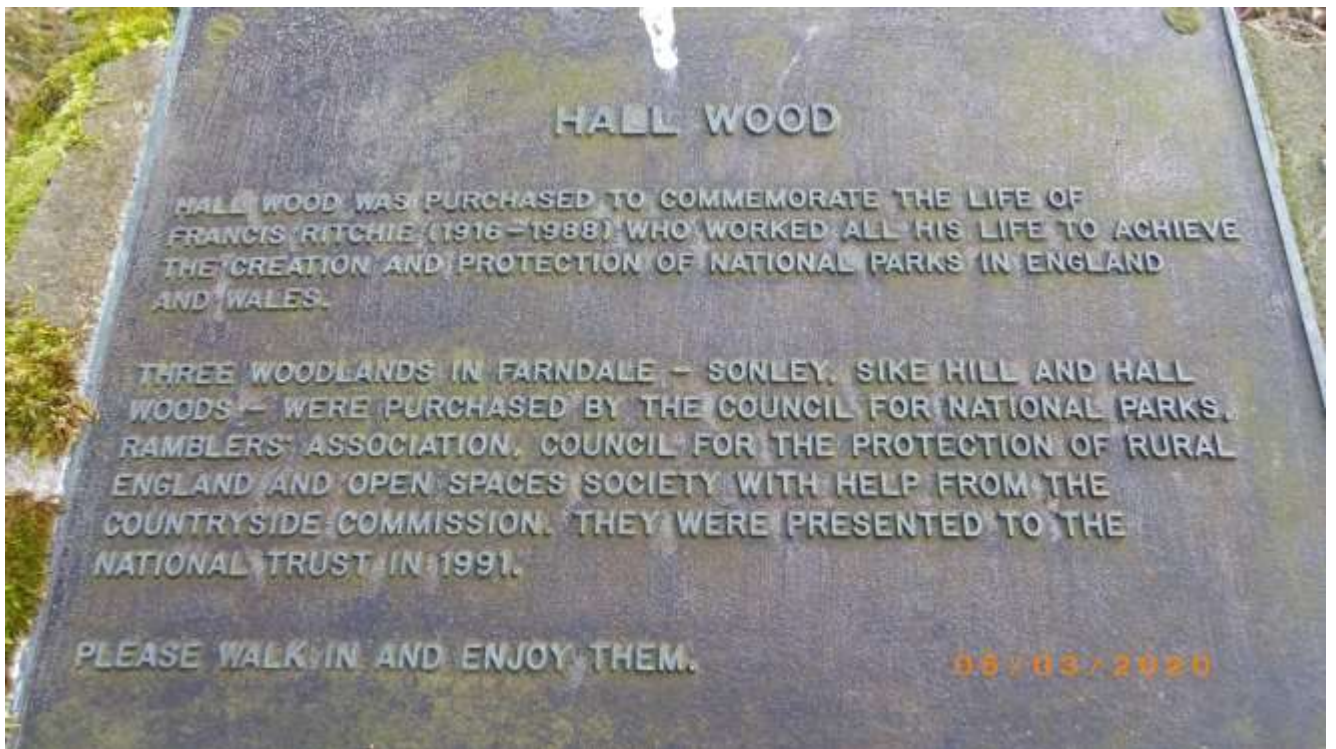 HALL WOOD
HALL WOOD WAS PURCHASED TO COMMEMORATE THE LIFE OF
FRANCIS RITCHIE (1916-1988) WHO WORKED ALL HIS LIFE TO ACHIEVE
THE CREATION AND PROTECTION OF NATIONAL PARKS IN ENGLAND
AND WALES.
THREE WOODLANDS IN FARNDALE - SONLEY, SIKE HILL AND HALL
WOODS - WERE PURCHASED BY THE COUNCIL FOR NATIONAL PARKS,
RAMBLERS' ASSOCIATION, COUNCIL FOR THE PROTECTION OF RURAL
ENGLAND AND OPEN SPACES SOCIETY WITH HELP FROM THE
COUNTRYSIDE COMMISSION. THEY WERE PRESENTED TO THE
NATIONAL TRUST IN 1991.
PLEASE WALK IN AND ENJOY THEM.